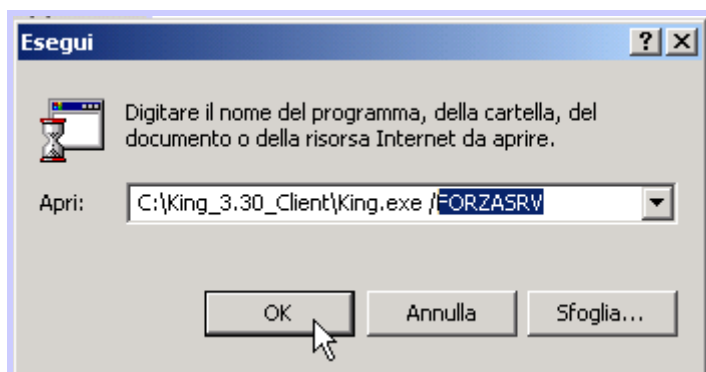 Esegui
Digitare il nome del programma, della cartella, del
documento o della risorsa Internet da aprire.
Apri: C:\King_3.30_Client\King.exe /FORZASRV
OK Annulla Sfoglia...